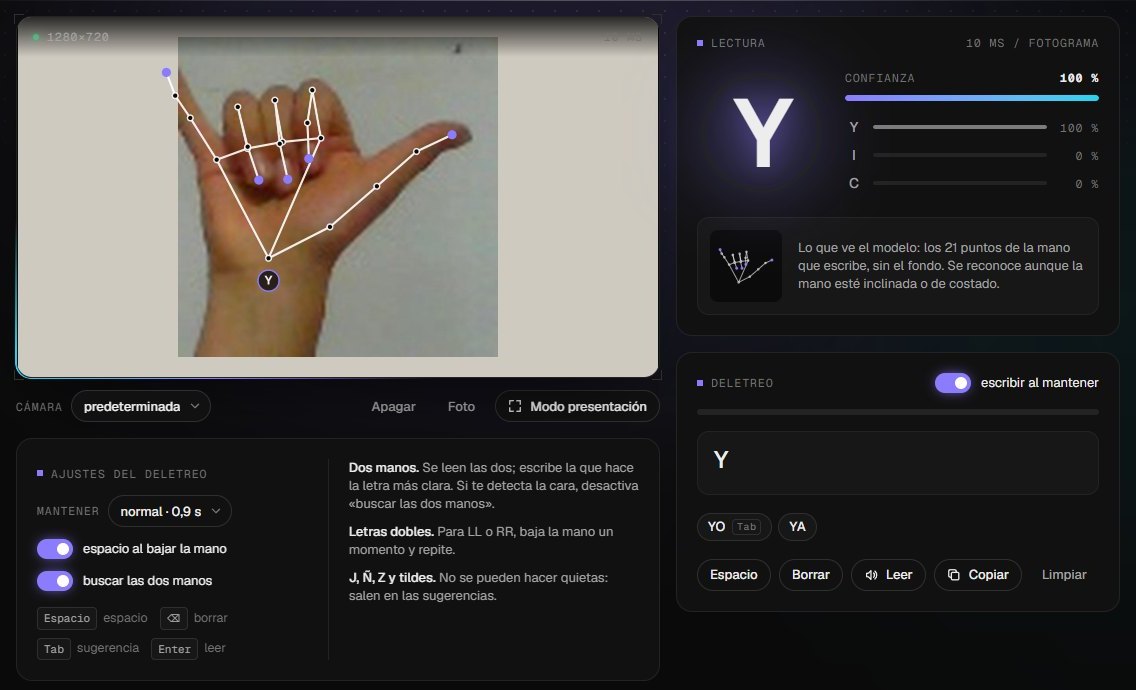 1280×720
Y
CÁMARA
predeterminada
Apagar
Foto
Modo presentación
AJUSTES DEL DELETREO
MANTENER
normal · 0,9 s
espacio al bajar la mano
buscar las dos manos
Espacio espacio ⌫ borrar
Tab sugerencia Enter leer
Dos manos. Se leen las dos; escribe la que hace
la letra más clara. Si te detecta la cara, desactiva
«buscar las dos manos».
Letras dobles. Para LL o RR, baja la mano un
momento y repite.
J, Ñ, Z y tildes. No se pueden hacer quietas:
salen en las sugerencias.
LECTURA
10 MS / FOTOGRAMA
Y
CONFIANZA 100 %
Y 100 %
I 0 %
C 0 %
Lo que ve el modelo: los 21 puntos de la mano
que escribe, sin el fondo. Se reconoce aunque la
mano esté inclinada o de costado.
DELETREO
escribir al mantener
Y
YO Tab YA
Espacio Borrar Leer Copiar Limpiar